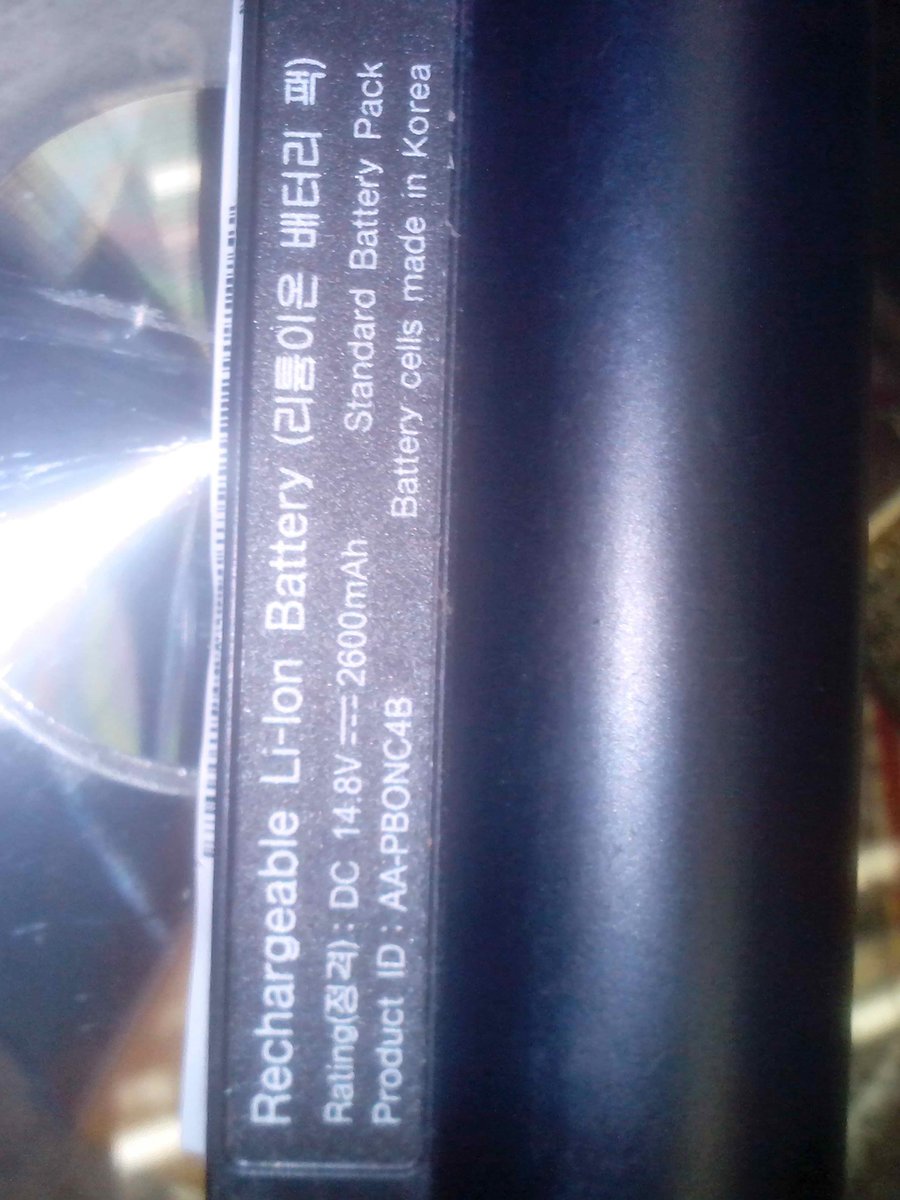 Rechargeable Li-Ion Battery (리튬이온 배터리 팩)
Rating(정격) : DC 14.8V ⎓ 2600mAh Standard Battery Pack
Product ID : AA-PBONC4B Battery cells made in Korea